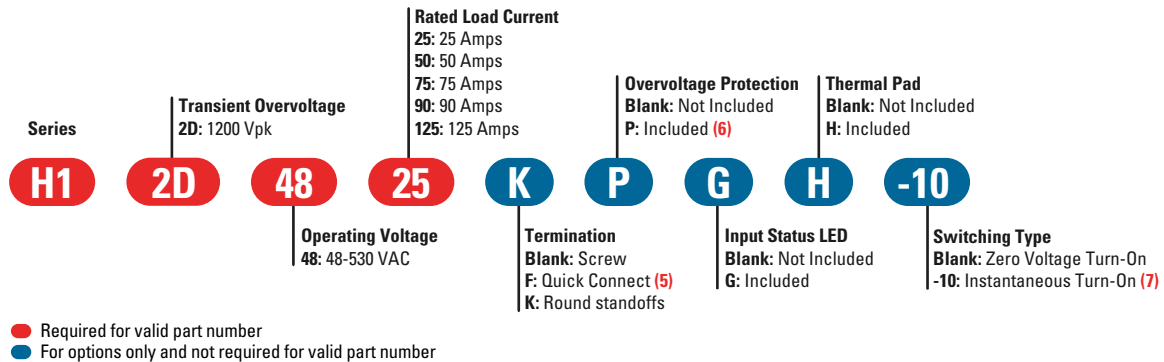 Rated Load Current
25: 25 Amps
50: 50 Amps
75: 75 Amps
90: 90 Amps
125: 125 Amps
Transient Overvoltage
2D: 1200 Vpk
Overvoltage Protection
Blank: Not Included
P: Included (6)
Thermal Pad
Blank: Not Included
H: Included
Series
H1 2D 48 25 K P G H -10
Operating Voltage
48: 48-530 VAC
Termination
Blank: Screw
F: Quick Connect (5)
K: Round standoffs
Input Status LED
Blank: Not Included
G: Included
Switching Type
Blank: Zero Voltage Turn-On
-10: Instantaneous Turn-On (7)
Required for valid part number
For options only and not required for valid part number